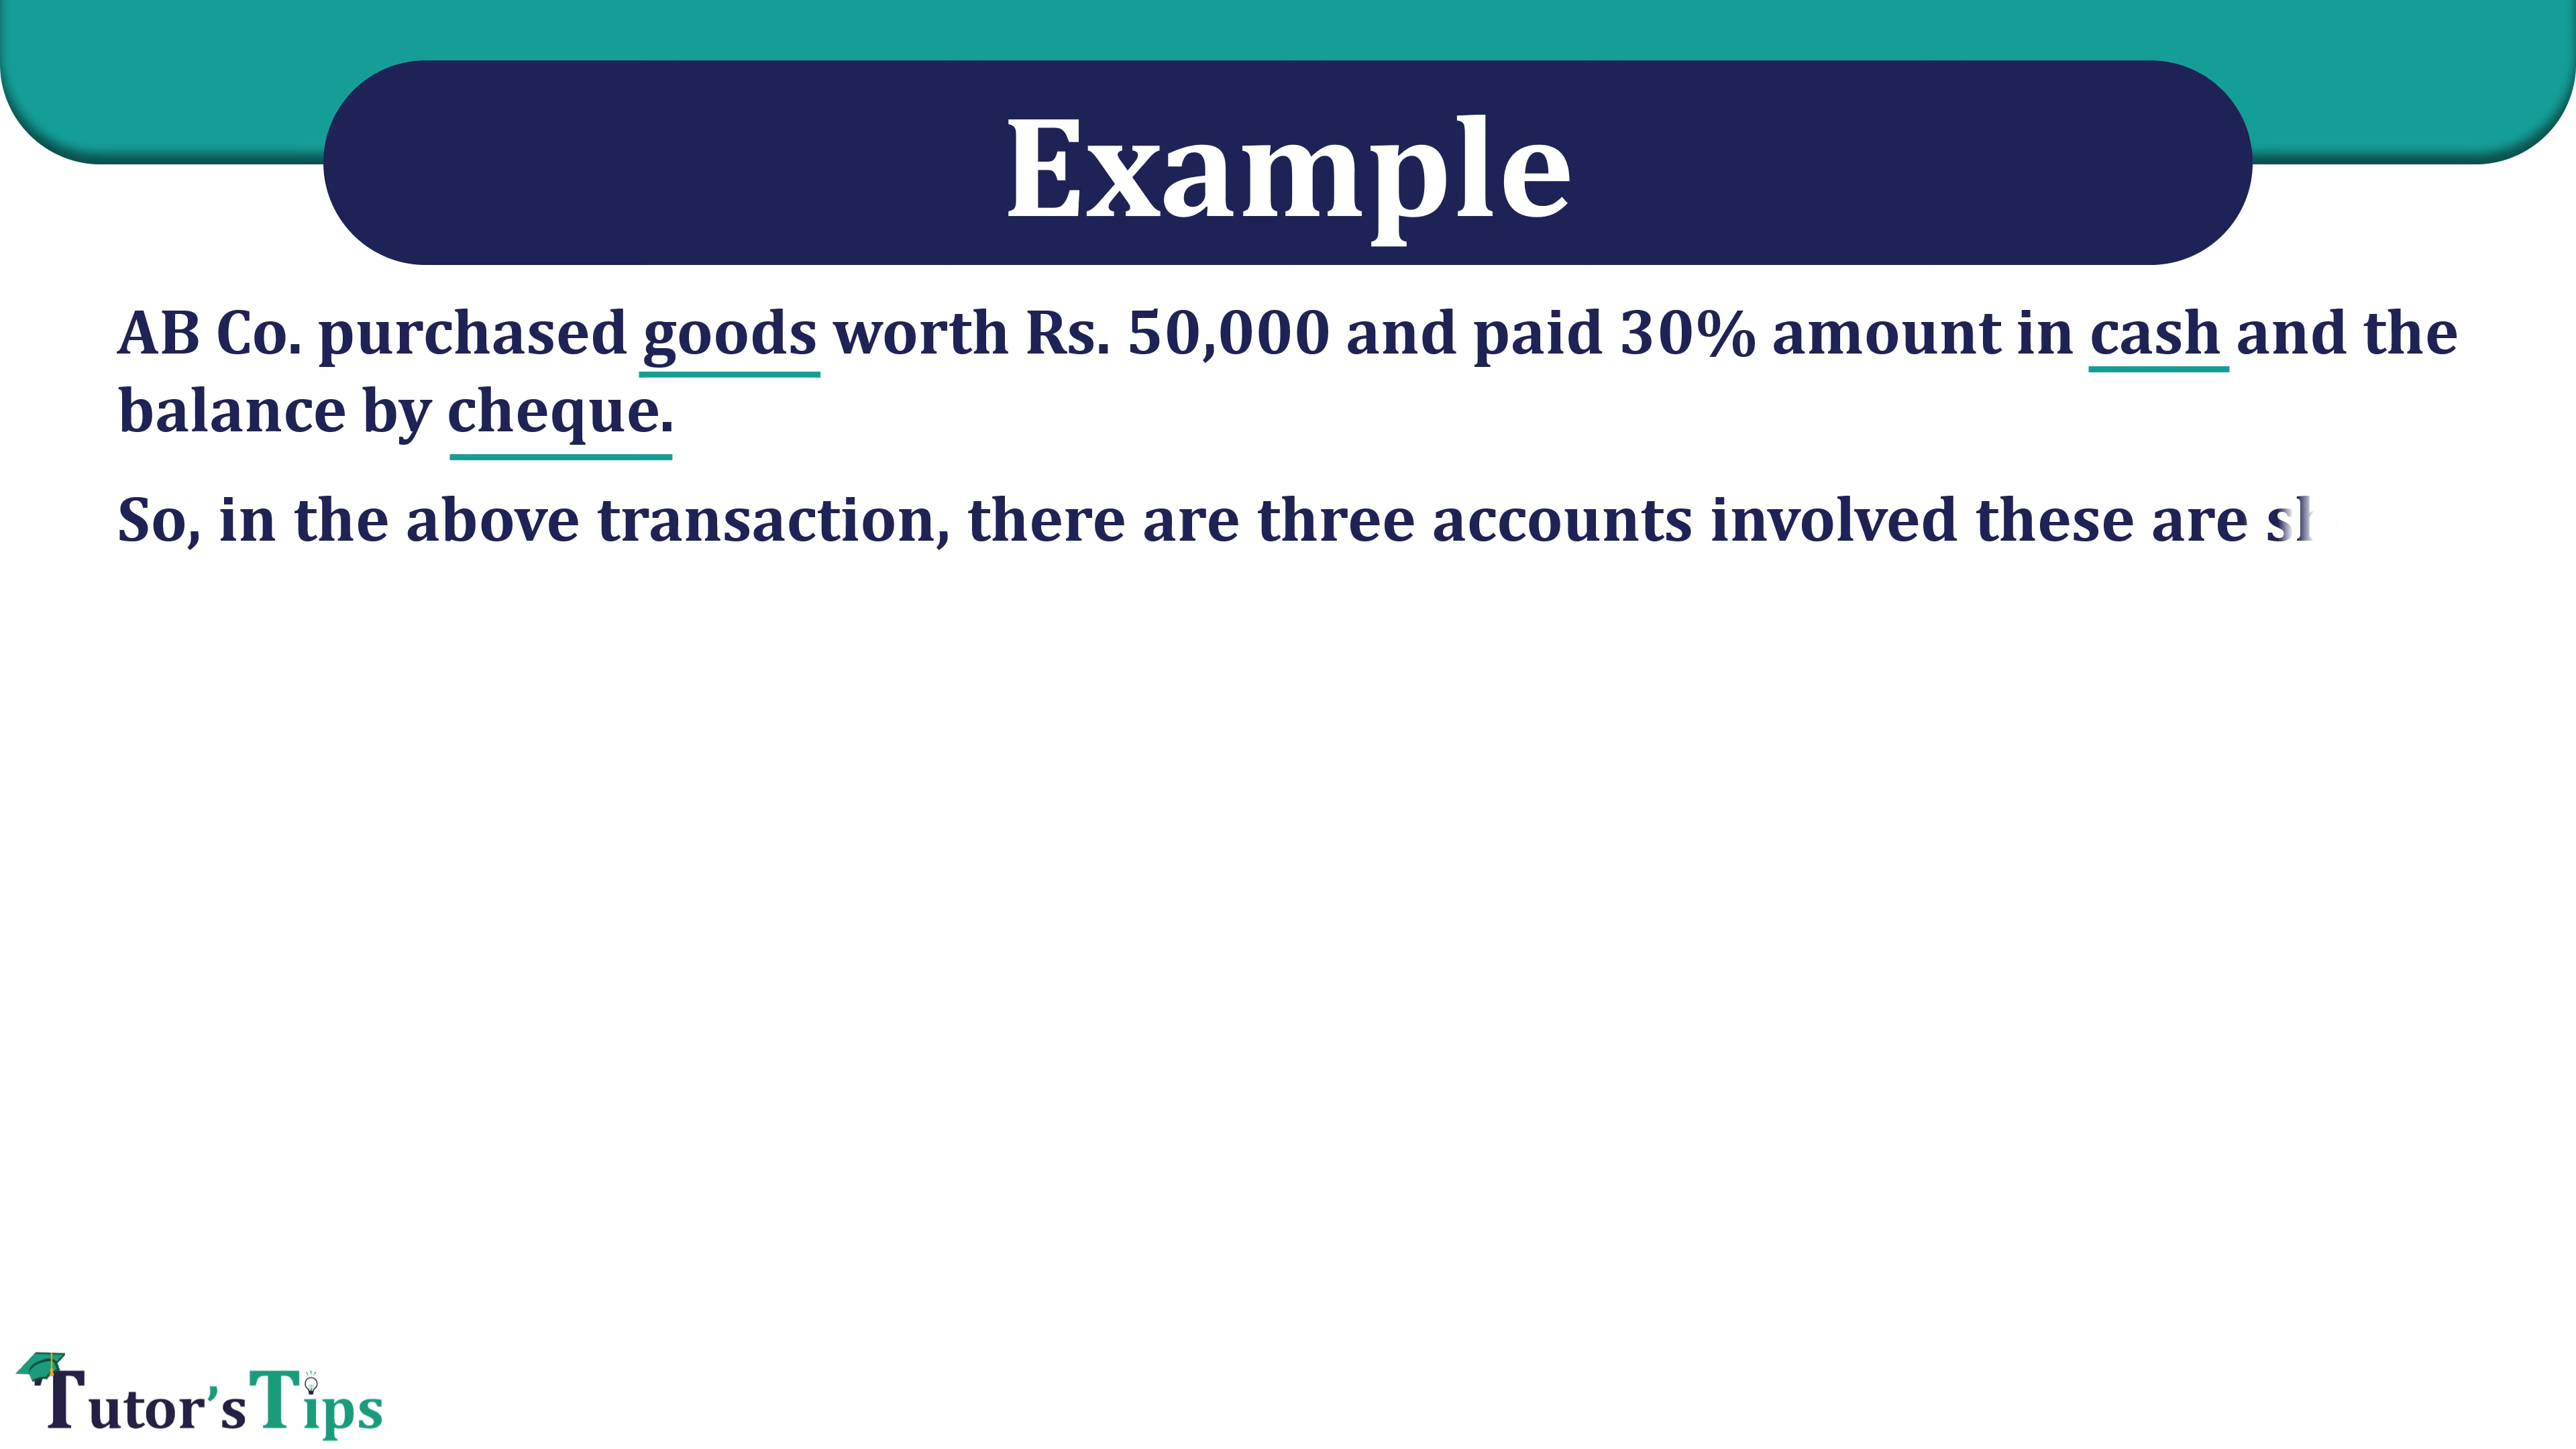 Example
AB Co. purchased goods worth Rs. 50,000 and paid 30% amount in cash and the
balance by cheque.
So, in the above transaction, there are three accounts involved these are
Tutor'sTips